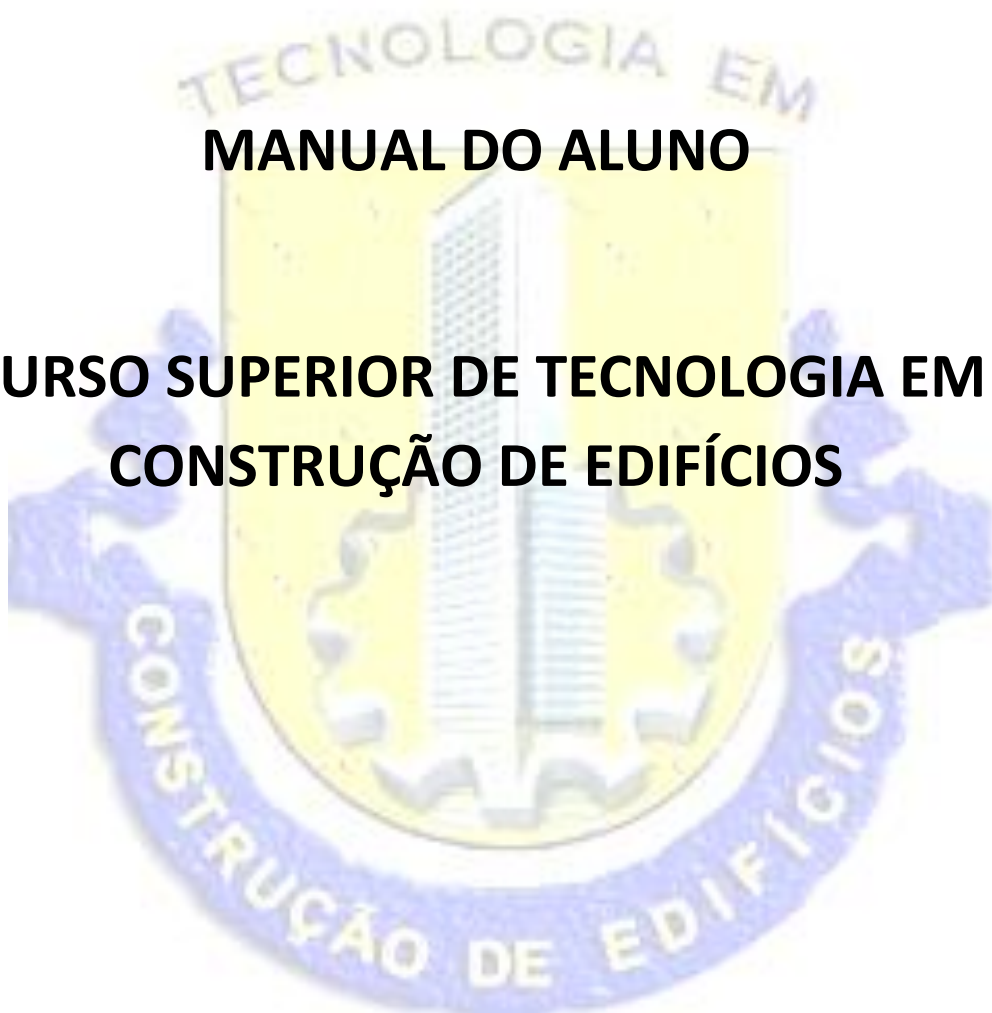 TECNOLOGIA EM
MANUAL DO ALUNO
URSO SUPERIOR DE TECNOLOGIA EM
CONSTRUÇÃO DE EDIFÍCIOS
CONSTRUÇÃO DE EDIFÍCIOS